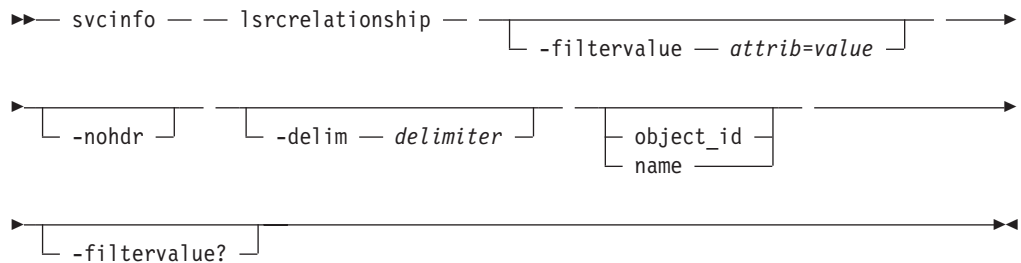 svcinfo lsrcrelationship
-filtervalue attrib=value
-nohdr -delim delimiter object_id
name
-filtervalue?